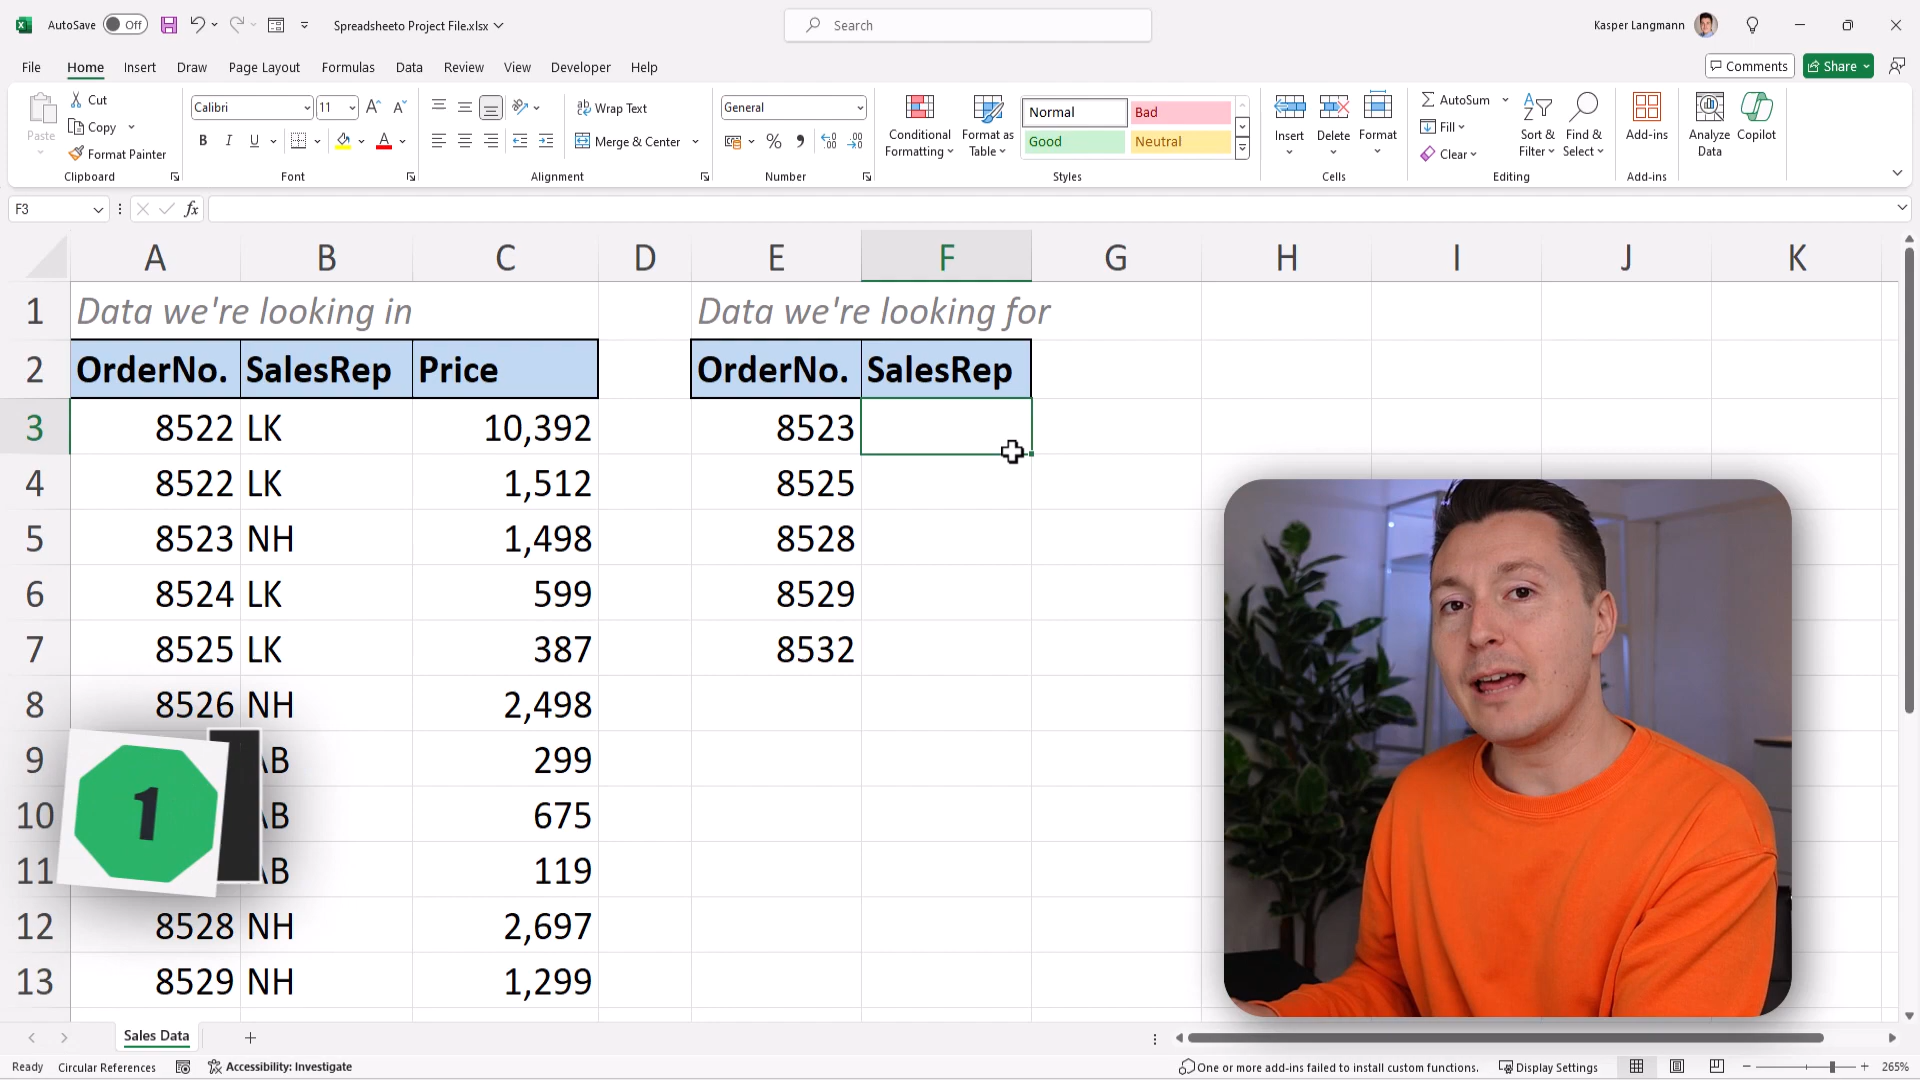 AutoSave Off Spreadsheeto Project File.xlsx Search Kasper Langmann
File Home Insert Draw Page Layout Formulas Data Review View Developer Help Comments Share
Paste Cut Copy Format Painter Clipboard
Calibri 11 B I U Font
Wrap Text Merge & Center Alignment
General % Number
Conditional Formatting Format as Table Normal Bad Good Neutral Styles
Insert Delete Format Cells
AutoSum Fill Clear Sort & Filter Find & Select Editing
Add-ins Add-ins
Analyze Data Copilot
F3 fx
A B C D E F G H I J K
1 Data we're looking in Data we're looking for
2 OrderNo. SalesRep Price OrderNo. SalesRep
3 8522 LK 10,392 8523
4 8522 LK 1,512 8525
5 8523 NH 1,498 8528
6 8524 LK 599 8529
7 8525 LK 387 8532
8 8526 NH 2,498
9 B 299
10 B 675
11 B 119
1
12 8528 NH 2,697
13 8529 NH 1,299
Sales Data
Ready Circular References Accessibility: Investigate One or more add-ins failed to install custom functions. Display Settings 265%